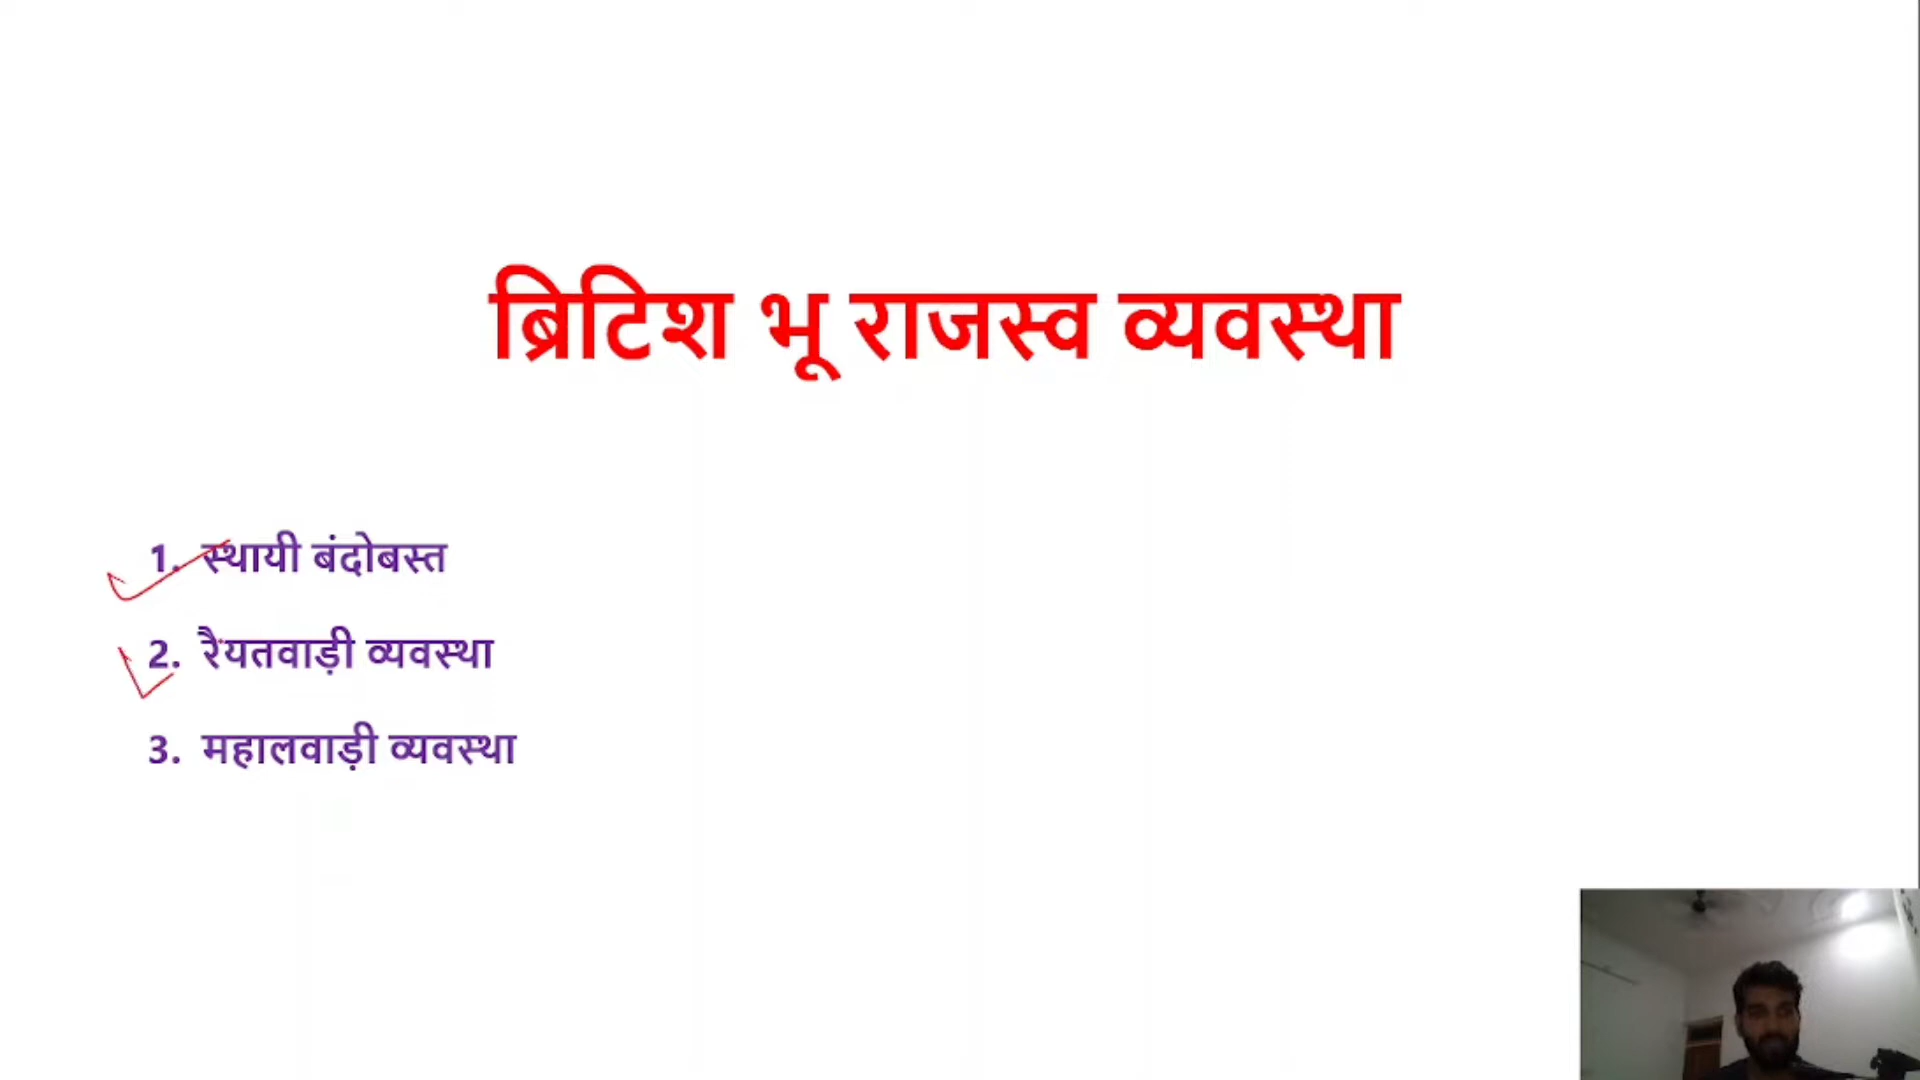 ब्रिटिश भू राजस्व व्यवस्था
1. स्थायी बंदोबस्त
2. रैयतवाड़ी व्यवस्था
3. महालवाड़ी व्यवस्था